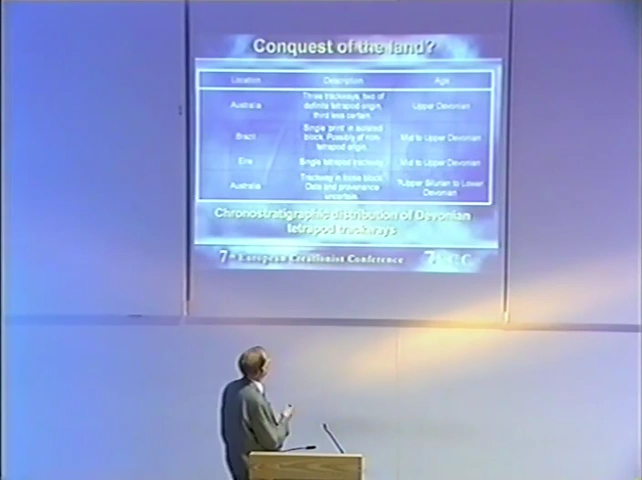 Conquest of the land?
Location Description Age
Australia Three trackways, two of definite tetrapod origin, third less certain. Upper Devonian
Brazil Single 'print' in isolated block. Possibly of non-tetrapod origin. Mid to Upper Devonian
Eire Single tetrapod trackway Mid to Upper Devonian
Australia Trackway in loose block. Date and provenance uncertain. ?Upper Silurian to Lower Devonian
Chronostratigraphic distribution of Devonian
tetrapod trackways
7th European Creationist Conference